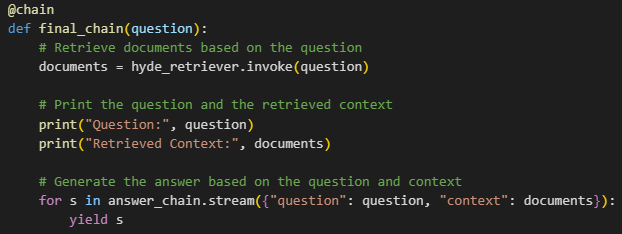 @chain
def final_chain(question):
    # Retrieve documents based on the question
    documents = hyde_retriever.invoke(question)

    # Print the question and the retrieved context
    print("Question:", question)
    print("Retrieved Context:", documents)

    # Generate the answer based on the question and context
    for s in answer_chain.stream({"question": question, "context": documents}):
        yield s